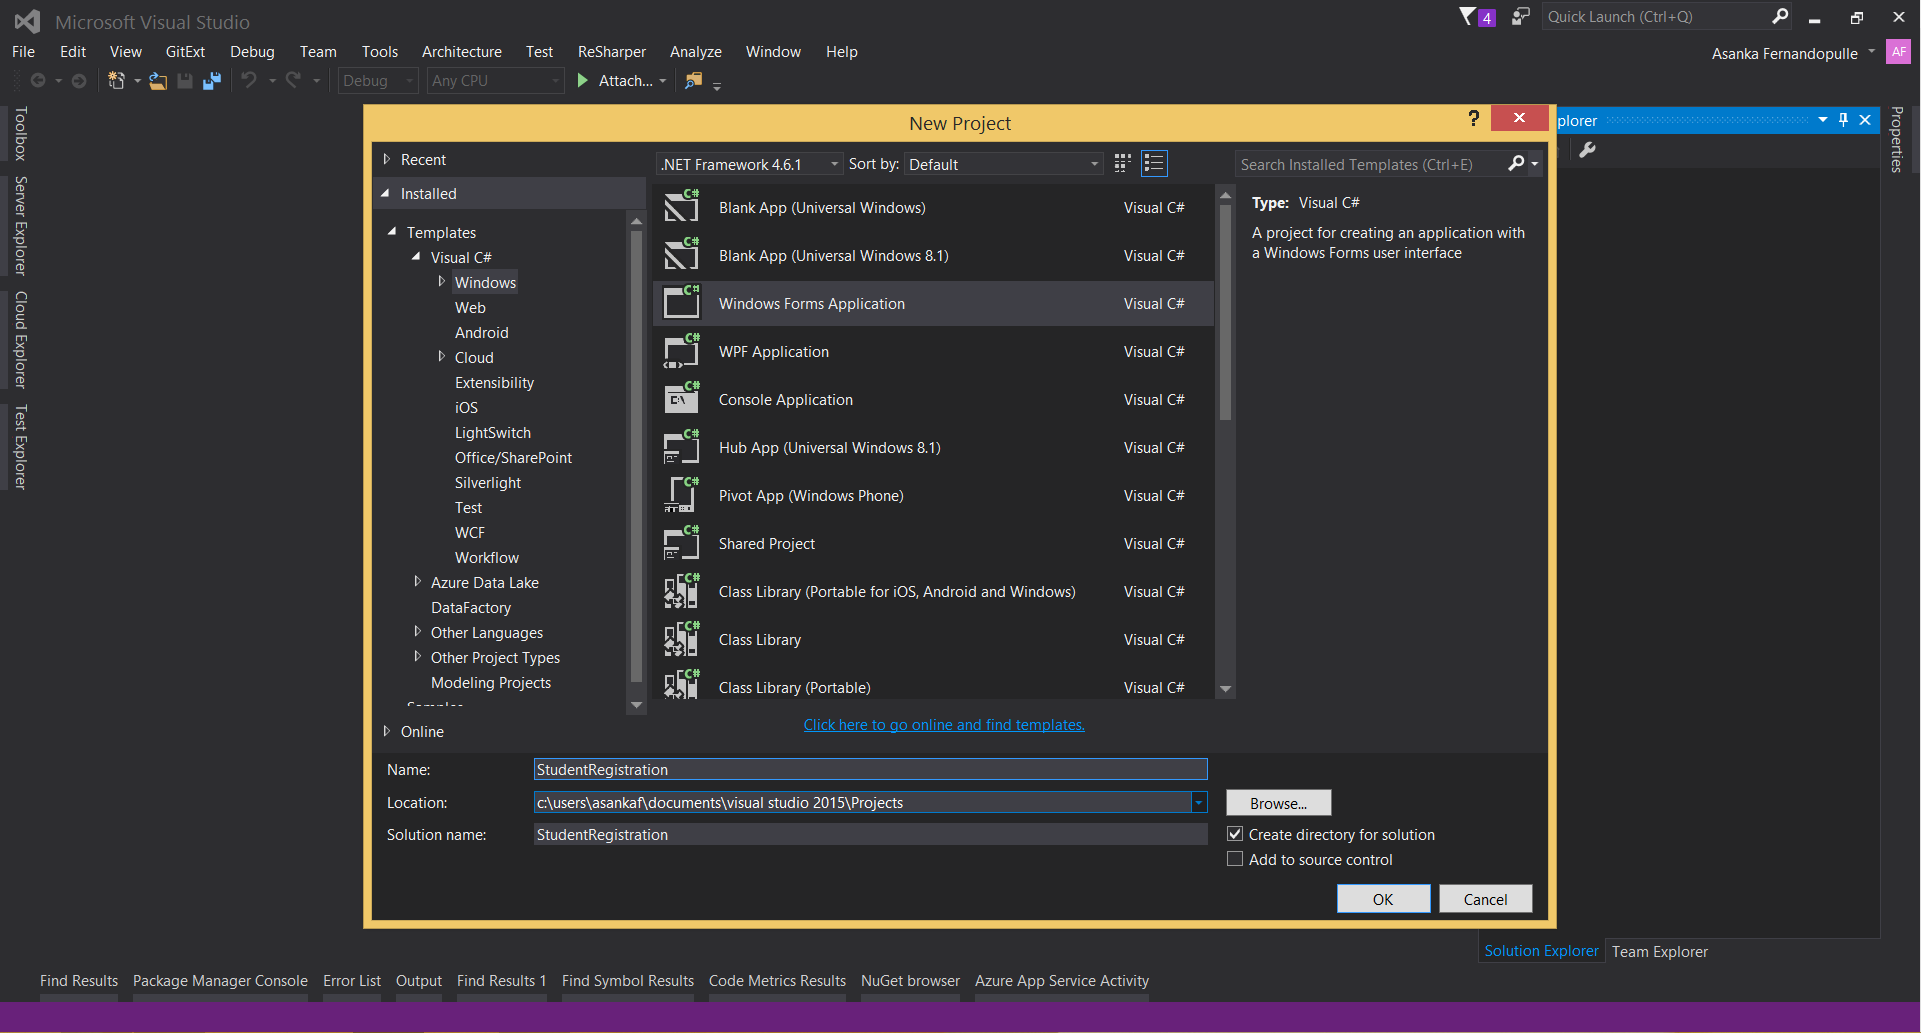 Microsoft Visual Studio
4
Quick Launch (Ctrl+Q)
File Edit View GitExt Debug Team Tools Architecture Test ReSharper Analyze Window Help
Asanka Fernandopulle AF
Debug Any CPU Attach...
Toolbox
Server Explorer
Cloud Explorer
Test Explorer
New Project
?
plorer
Properties
Recent
Installed
.NET Framework 4.6.1 Sort by: Default
Search Installed Templates (Ctrl+E)
Templates
Visual C#
Windows
Web
Android
Cloud
Extensibility
iOS
LightSwitch
Office/SharePoint
Silverlight
Test
WCF
Workflow
Azure Data Lake
DataFactory
Other Languages
Other Project Types
Modeling Projects
Samples
Online
C# Blank App (Universal Windows) Visual C#
C# Blank App (Universal Windows 8.1) Visual C#
C# Windows Forms Application Visual C#
C# WPF Application Visual C#
C# Console Application Visual C#
C# Hub App (Universal Windows 8.1) Visual C#
C# Pivot App (Windows Phone) Visual C#
C# Shared Project Visual C#
C# Class Library (Portable for iOS, Android and Windows) Visual C#
C# Class Library Visual C#
C# Class Library (Portable) Visual C#
Click here to go online and find templates.
Type: Visual C#
A project for creating an application with
a Windows Forms user interface
Name: StudentRegistration
Location: c:\users\asankaf\documents\visual studio 2015\Projects Browse...
Solution name: StudentRegistration
Create directory for solution
Add to source control
OK Cancel
Solution Explorer Team Explorer
Find Results Package Manager Console Error List Output Find Results 1 Find Symbol Results Code Metrics Results NuGet browser Azure App Service Activity